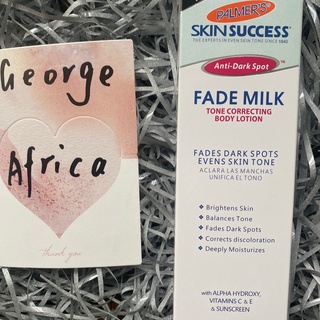 George
Africa
thank you
PALMER'S®
SKIN SUCCESS®
THE EXPERTS IN EVEN SKIN TONE SINCE 1840
Anti-Dark Spot™
FADE MILK
TONE CORRECTING
BODY LOTION
FADES DARK SPOTS
EVENS SKIN TONE
ACLARA LAS MANCHAS
UNIFICA EL TONO
Brightens Skin
Balances Tone
Fades Dark Spots
Corrects discoloration
Deeply Moisturizes
with ALPHA HYDROXY,
VITAMINS C & E
& SUNSCREEN